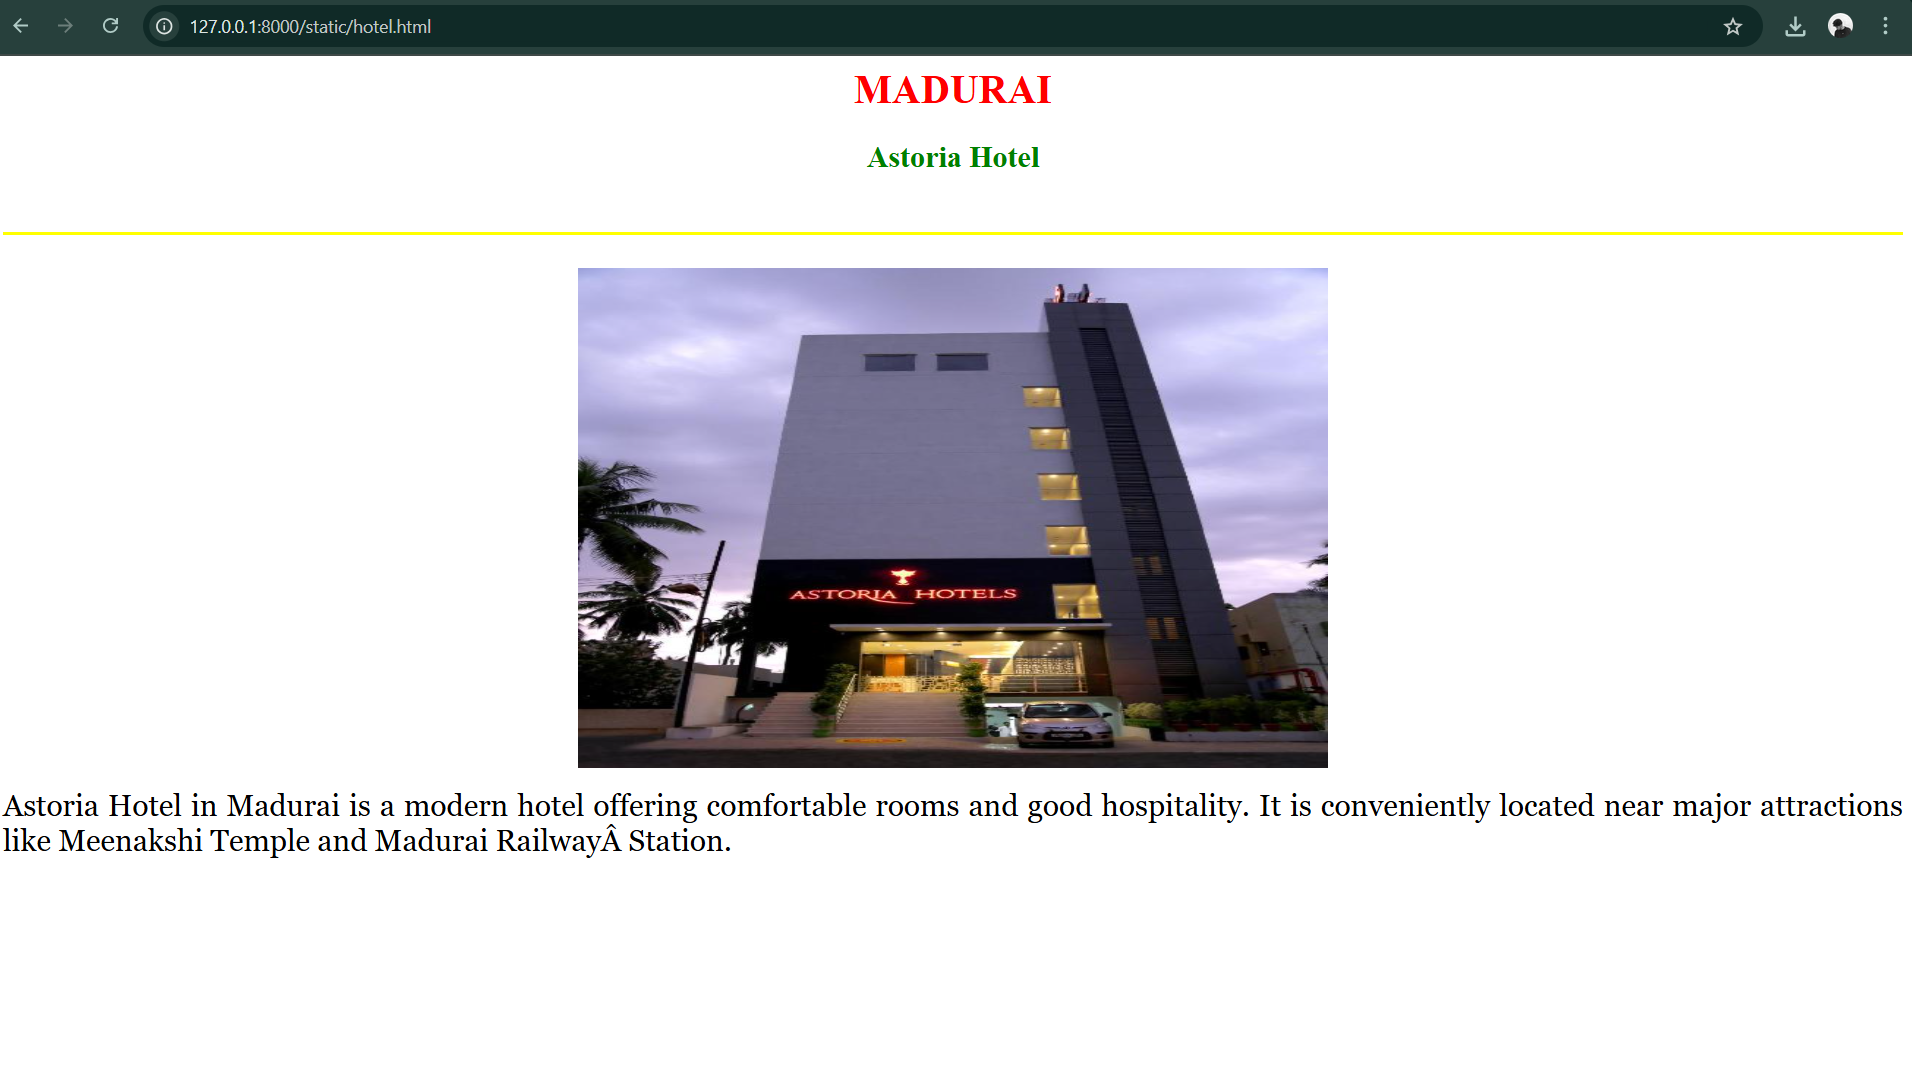 127.0.0.1:8000/static/hotel.html
MADURAI
Astoria Hotel
ASTORIA HOTELS
Astoria Hotel in Madurai is a modern hotel offering comfortable rooms and good hospitality. It is conveniently located near major attractions
like Meenakshi Temple and Madurai RailwayÂ Station.